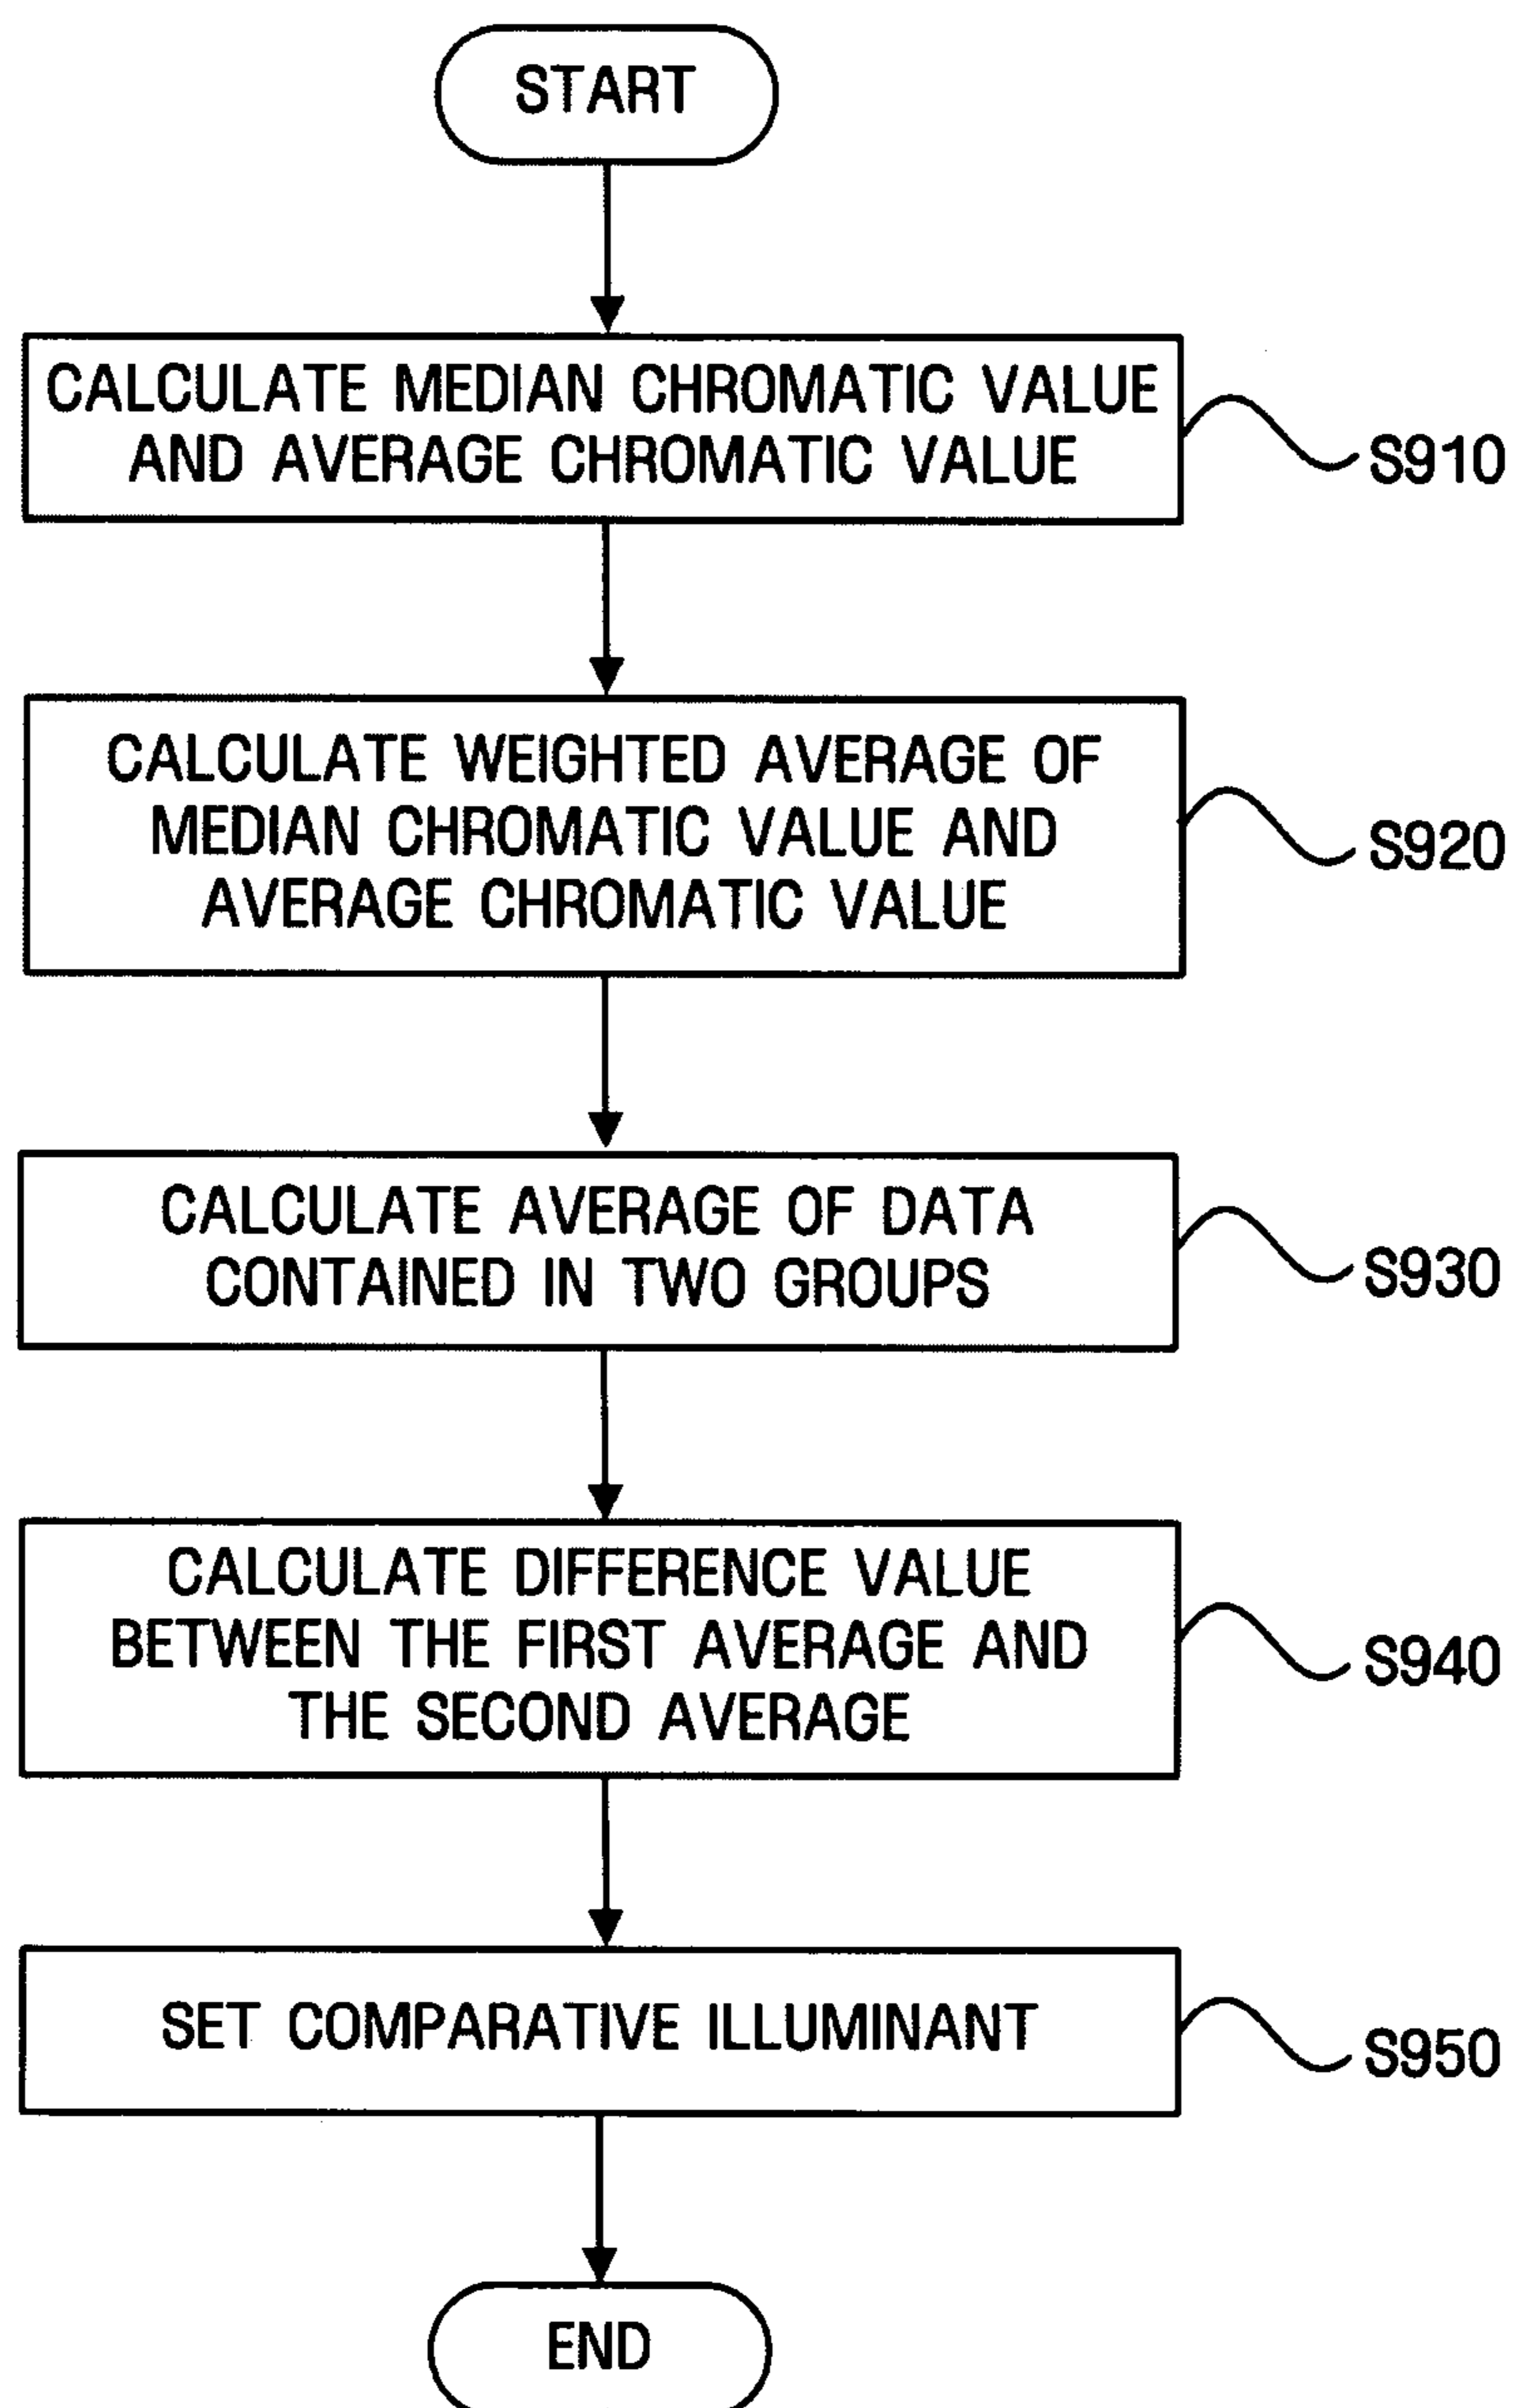 START
CALCULATE MEDIAN CHROMATIC VALUE
AND AVERAGE CHROMATIC VALUE
S910
CALCULATE WEIGHTED AVERAGE OF
MEDIAN CHROMATIC VALUE AND
AVERAGE CHROMATIC VALUE
S920
CALCULATE AVERAGE OF DATA
CONTAINED IN TWO GROUPS
S930
CALCULATE DIFFERENCE VALUE
BETWEEN THE FIRST AVERAGE AND
THE SECOND AVERAGE
S940
SET COMPARATIVE ILLUMINANT
S950
END